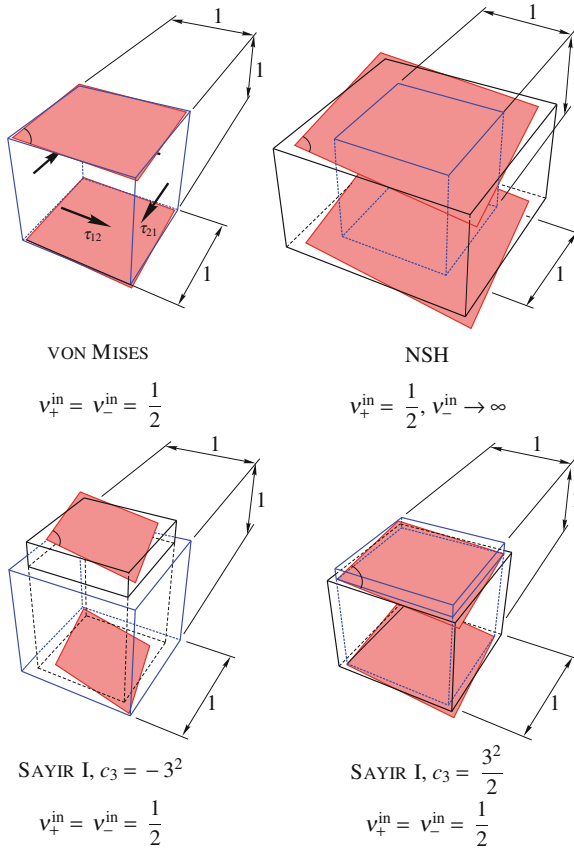 1
1
1
1
τ₁₂
τ₂₁
1
1
VON MISES
NSH
ν₊ⁱⁿ = ν₋ⁱⁿ = 1/2
ν₊ⁱⁿ = 1/2, ν₋ⁱⁿ → ∞
1
1
1
1
1
1
SAYIR I, c₃ = − 3²
SAYIR I, c₃ = 3²/2
ν₊ⁱⁿ = ν₋ⁱⁿ = 1/2
ν₊ⁱⁿ = ν₋ⁱⁿ = 1/2